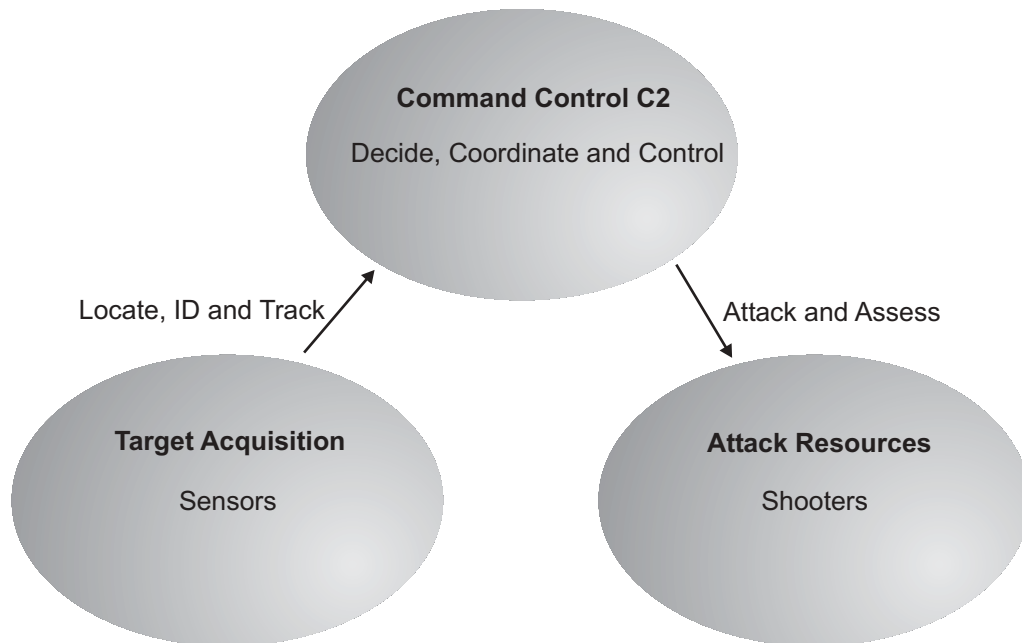 Command Control C2
Decide, Coordinate and Control
Locate, ID and Track
Attack and Assess
Target Acquisition
Sensors
Attack Resources
Shooters